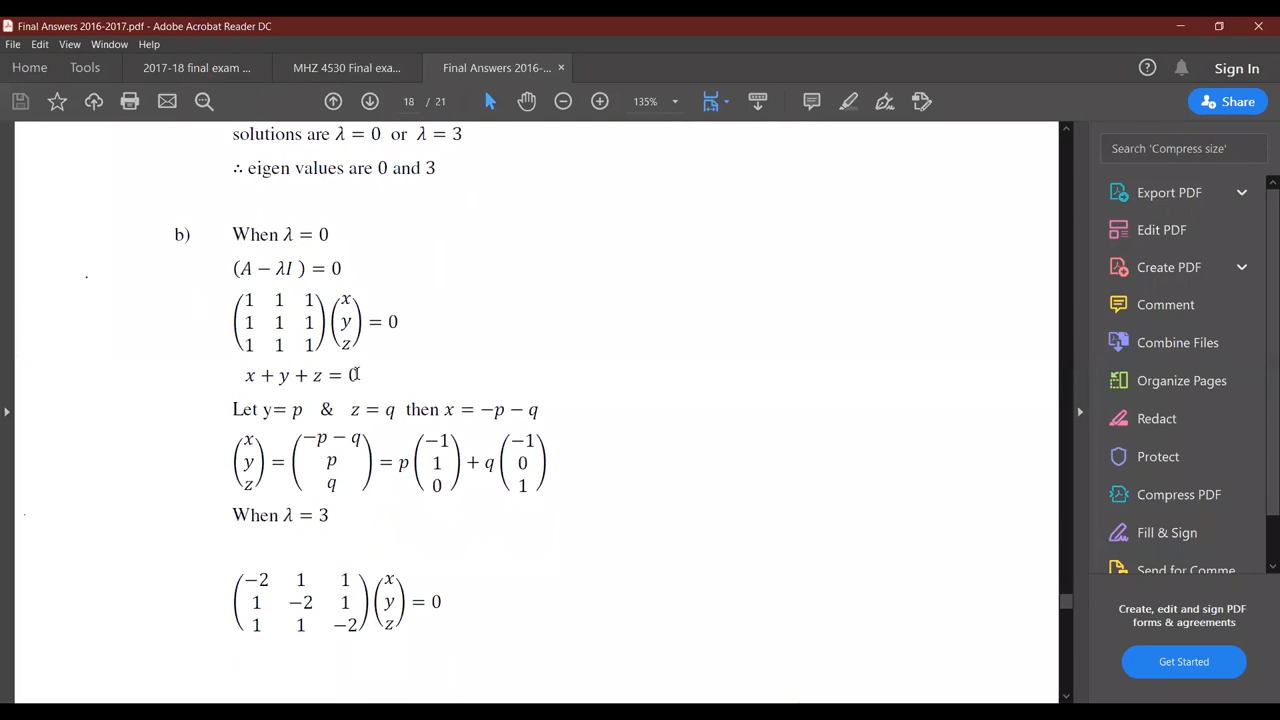 Final Answers 2016-2017.pdf - Adobe Acrobat Reader DC
File Edit View Window Help
Home Tools 2017-18 final exam ... MHZ 4530 Final exa... Final Answers 2016-... ×
Sign In
18 / 21 135% Share
solutions are λ = 0 or λ = 3
∴ eigen values are 0 and 3
b) When λ = 0
(A − λI ) = 0
(1 1 1) (x)
(1 1 1) (y) = 0
(1 1 1) (z)
x + y + z = 0
Let y= p & z = q then x = −p − q
(x) (−p − q) (−1) (−1)
(y) = (p) = p (1) + q (0)
(z) (q) (0) (1)
When λ = 3
(−2 1 1) (x)
(1 −2 1) (y) = 0
(1 1 −2) (z)
Search 'Compress size'
Export PDF
Edit PDF
Create PDF
Comment
Combine Files
Organize Pages
Redact
Protect
Compress PDF
Fill & Sign
Send for Comme
Create, edit and sign PDF
forms & agreements
Get Started